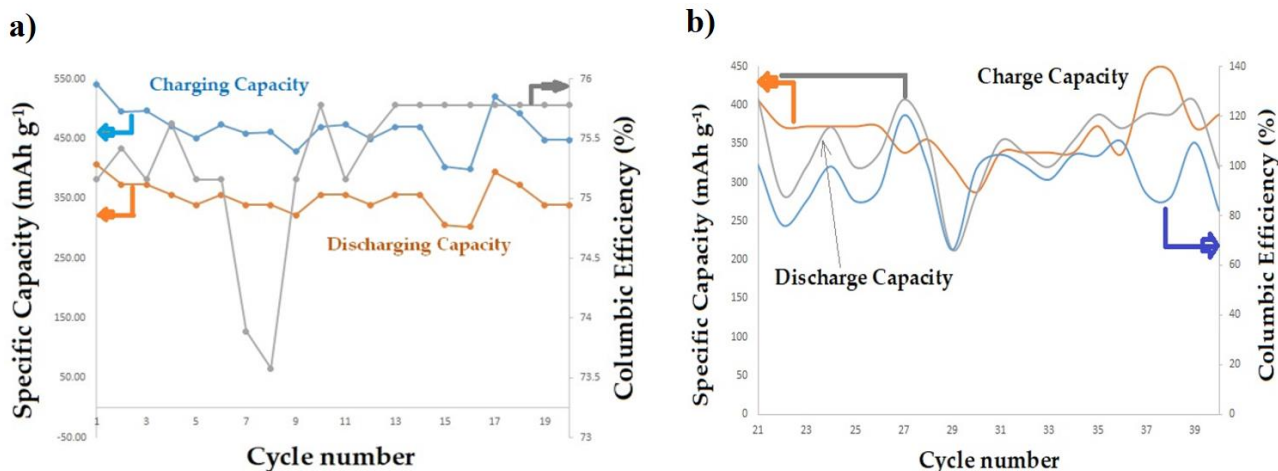 a)
Specific Capacity (mAh g⁻¹)
550.00
450.00
350.00
250.00
150.00
50.00
-50.00
Charging Capacity
Discharging Capacity
1 3 5 7 9 11 13 15 17 19
Cycle number
76
75.5
75
74.5
74
73.5
73
Columbic Efficiency (%)
b)
Specific Capacity (mAh g⁻¹)
450
400
350
300
250
200
150
100
50
0
Charge Capacity
Discharge Capacity
21 23 25 27 29 31 33 35 37 39
Cycle number
140
120
100
80
60
40
20
0
Columbic Efficiency (%)